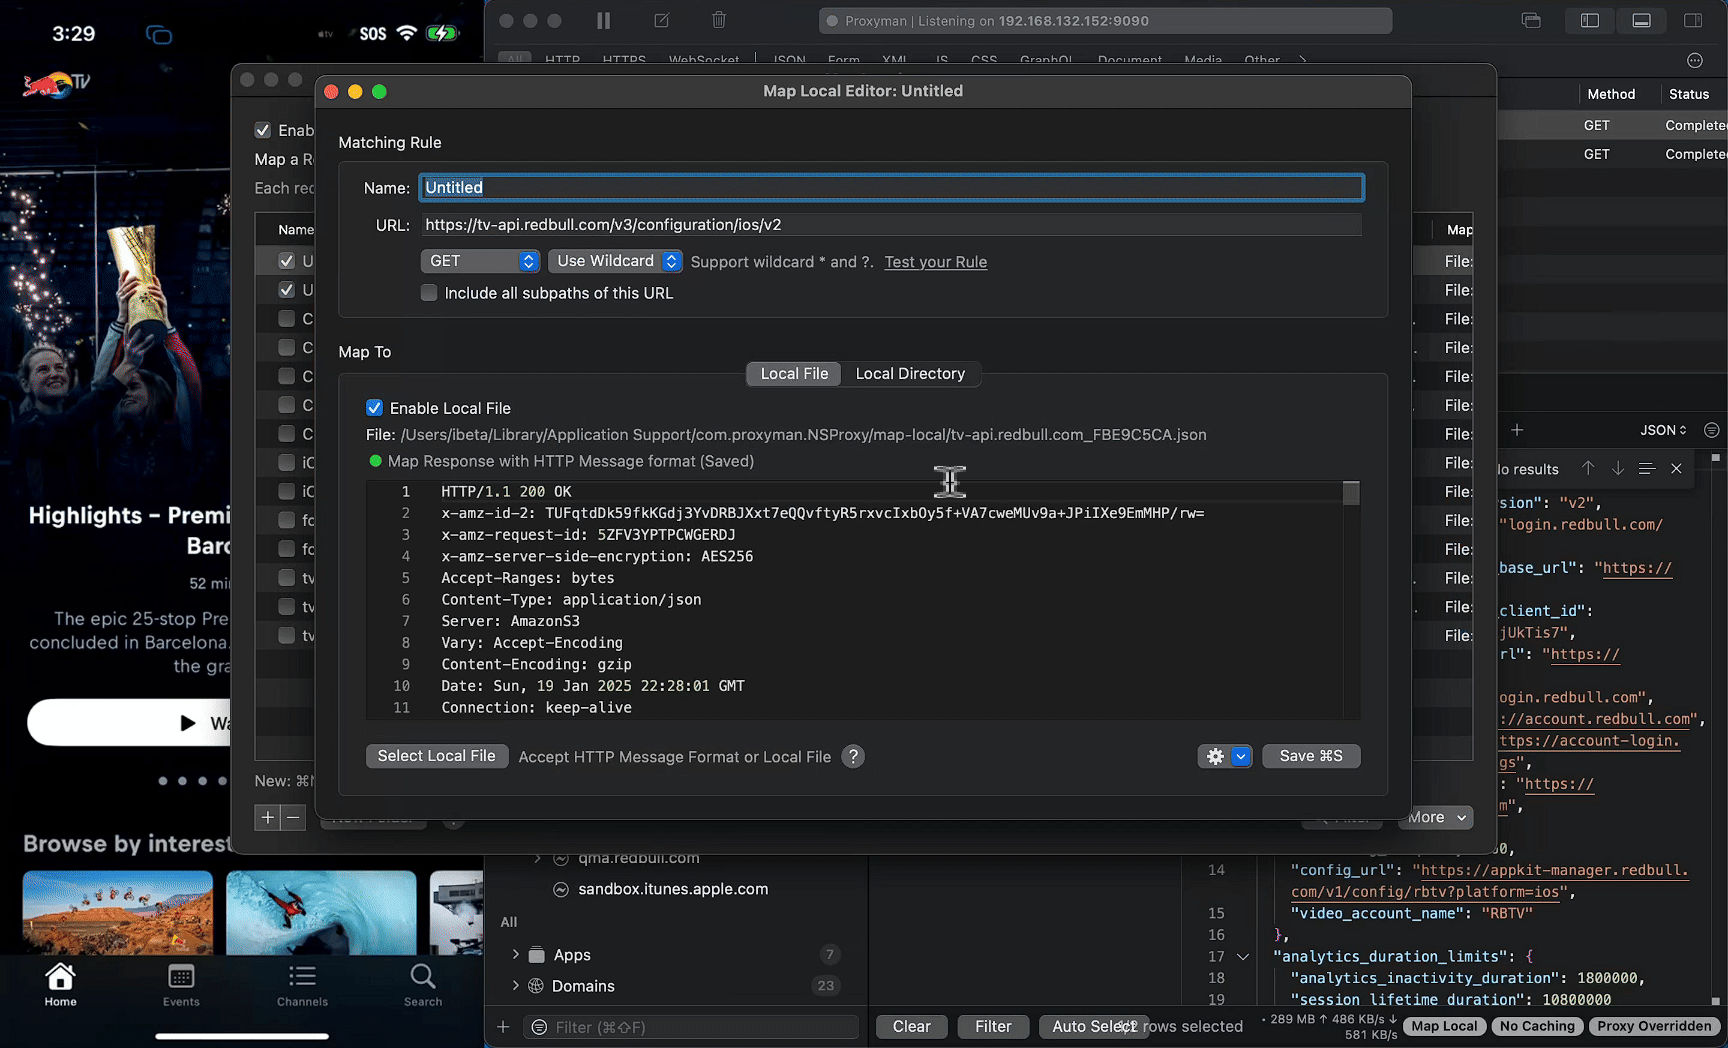 3:29
tv SOS
TV
Highlights – Premi
Barc
52 mi
The epic 25-stop Pre
concluded in Barcelona
the gra
Wa
Browse by interes
Home
Events
Channels
Search
Proxyman | Listening on 192.168.132.152:9090
All HTTP HTTPS WebSocket JSON Form XML JS CSS GraphQL Document Media Other
Method Status
GET Complete
GET Complete
Enab
Map a R
Each rec
Name
U
U
C
C
C
C
C
iC
iC
fc
fc
tv
tv
tv
New: ⌘N
+ −
New Folder
Map
File:
File:
File:
File:
File:
File:
File:
File:
File:
File:
File:
File:
File:
File:
Filter
More
Map Local Editor: Untitled
Matching Rule
Name: Untitled
URL: https://tv-api.redbull.com/v3/configuration/ios/v2
GET Use Wildcard Support wildcard * and ?. Test your Rule
Include all subpaths of this URL
Map To
Local File Local Directory
Enable Local File
File: /Users/ibeta/Library/Application Support/com.proxyman.NSProxy/map-local/tv-api.redbull.com_FBE9C5CA.json
Map Response with HTTP Message format (Saved)
1 HTTP/1.1 200 OK
2 x-amz-id-2: TUFqtdDk59fkKGdj3YvDRBJXxt7eQQvftyR5rxvcIxbOy5f+VA7cweMUv9a+JPiIXe9EmMHP/rw=
3 x-amz-request-id: 5ZFV3YPTPCWGERDJ
4 x-amz-server-side-encryption: AES256
5 Accept-Ranges: bytes
6 Content-Type: application/json
7 Server: AmazonS3
8 Vary: Accept-Encoding
9 Content-Encoding: gzip
10 Date: Sun, 19 Jan 2025 22:28:01 GMT
11 Connection: keep-alive
Select Local File Accept HTTP Message Format or Local File ?
Save ⌘S
+ JSON
lo results
rsion": "v2",
"login.redbull.com/
base_url": "https://
client_id":
jUkTis7",
rl": "https://
ogin.redbull.com",
://account.redbull.com",
ttps://account-login.
gs",
: "https://
m",
00,
14 "config_url": "https://appkit-manager.redbull.
com/v1/config/rbtv?platform=ios",
15 "video_account_name": "RBTV"
16 },
17 "analytics_duration_limits": {
18 "analytics_inactivity_duration": 1800000,
19 "session_lifetime_duration": 10800000
qma.redbull.com
sandbox.itunes.apple.com
All
Apps 7
Domains 23
+ Filter (⌘⇧F)
Clear Filter Auto Select rows selected
• 289 MB ↑ 486 KB/s ↓
581 KB/s
Map Local No Caching Proxy Overridden